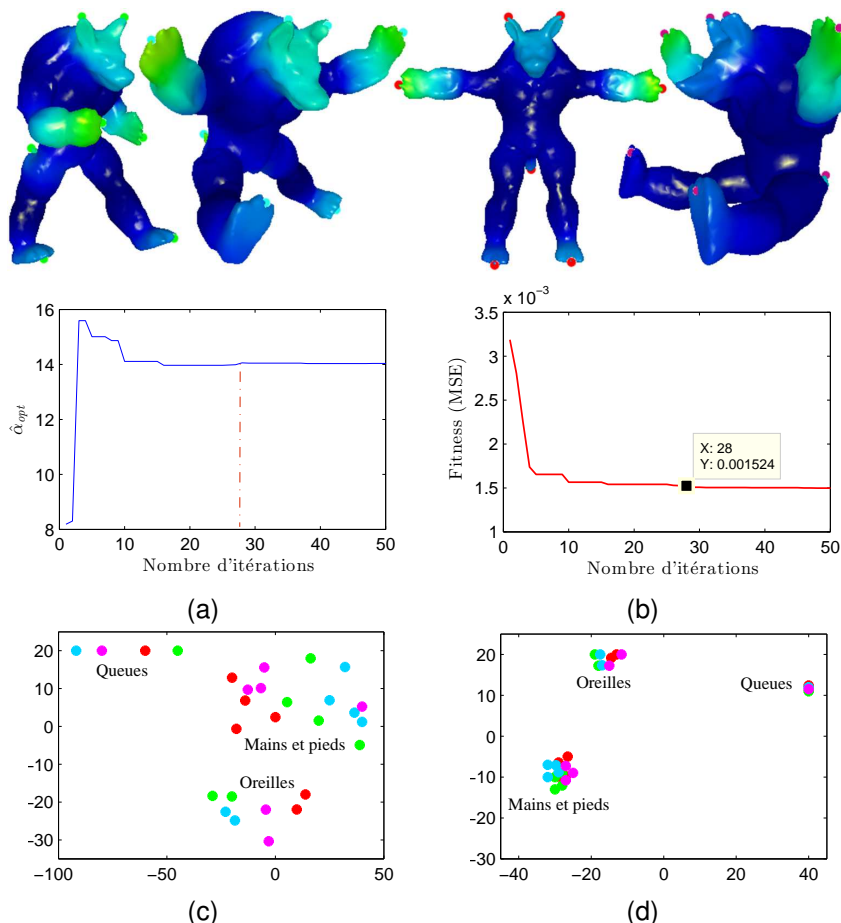 16
14
12
10
8
α̂opt
0
10
20
30
40
50
Nombre d'itérations
(a)
x 10⁻³
3.5
3
2.5
2
1.5
1
Fitness (MSE)
X: 28
Y: 0.001524
0
10
20
30
40
50
Nombre d'itérations
(b)
20
10
0
−10
−20
−30
Queues
Mains et pieds
Oreilles
−100
−50
0
50
(c)
30
20
10
0
−10
−20
−30
Oreilles
Queues
Mains et pieds
−40
−20
0
20
40
(d)